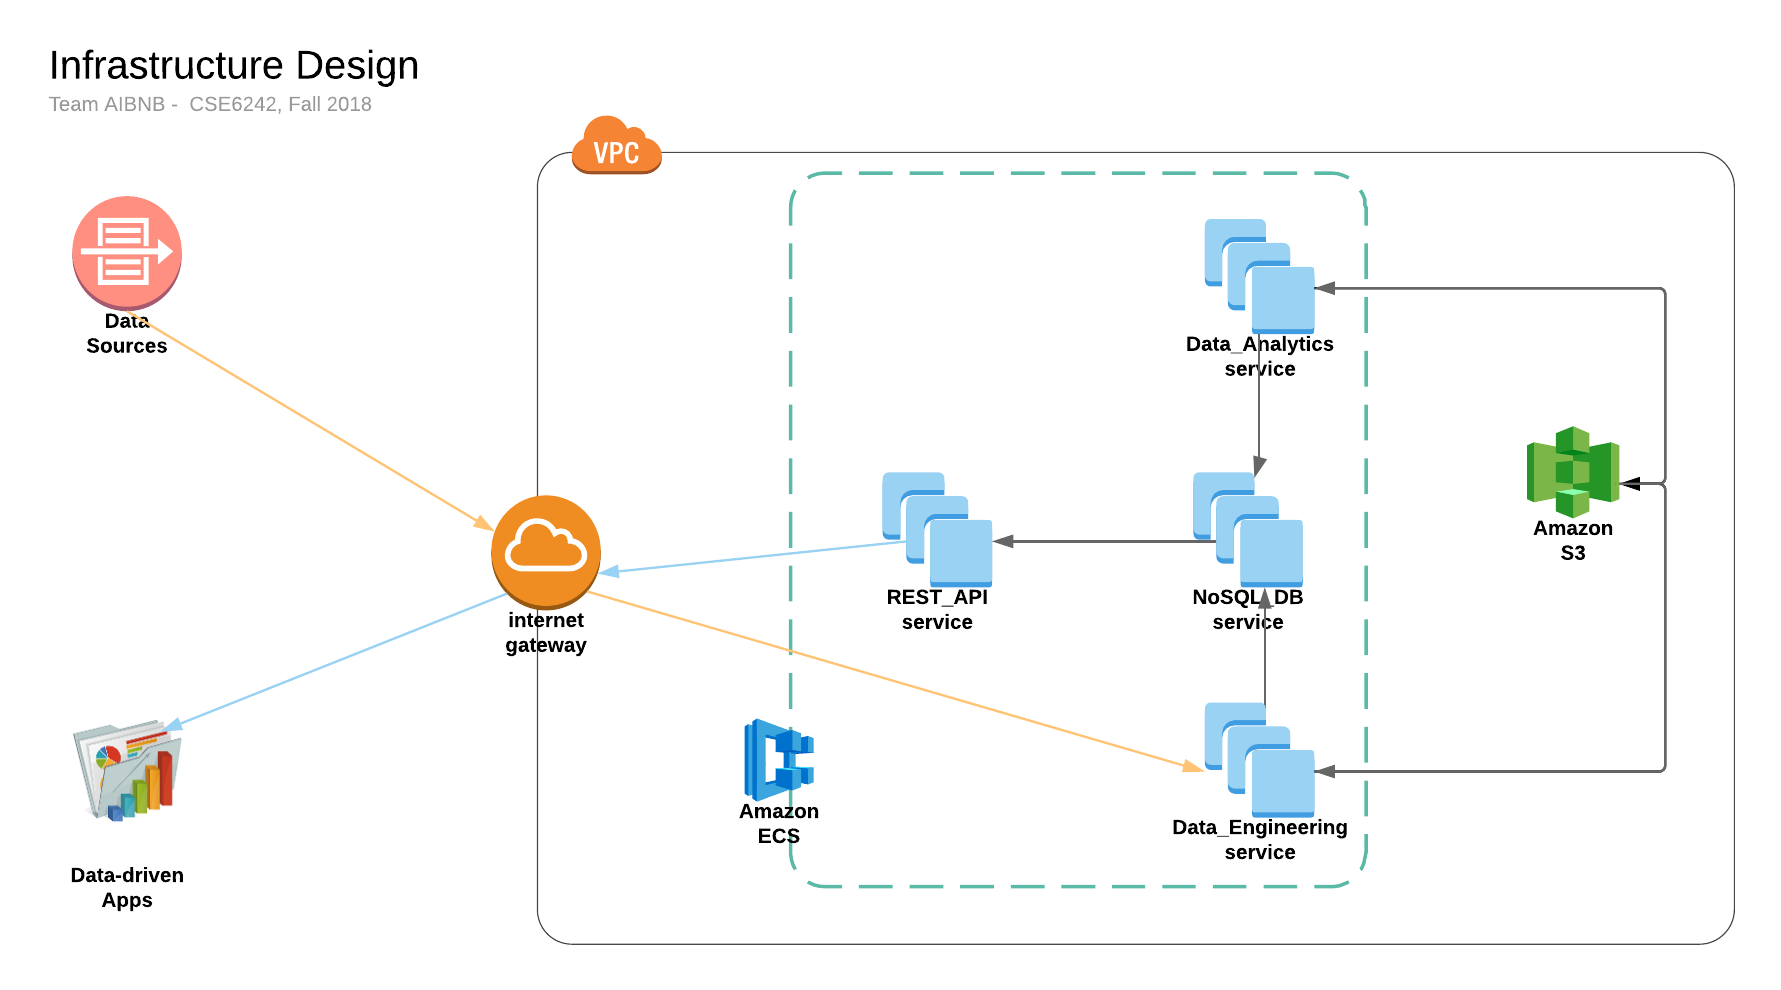 Infrastructure Design
Team AIBNB -  CSE6242, Fall 2018
VPC
Data
Sources
Data_Analytics
service
Amazon
S3
REST_API
service
NoSQL_DB
service
internet
gateway
Amazon
ECS
Data_Engineering
service
Data-driven
Apps